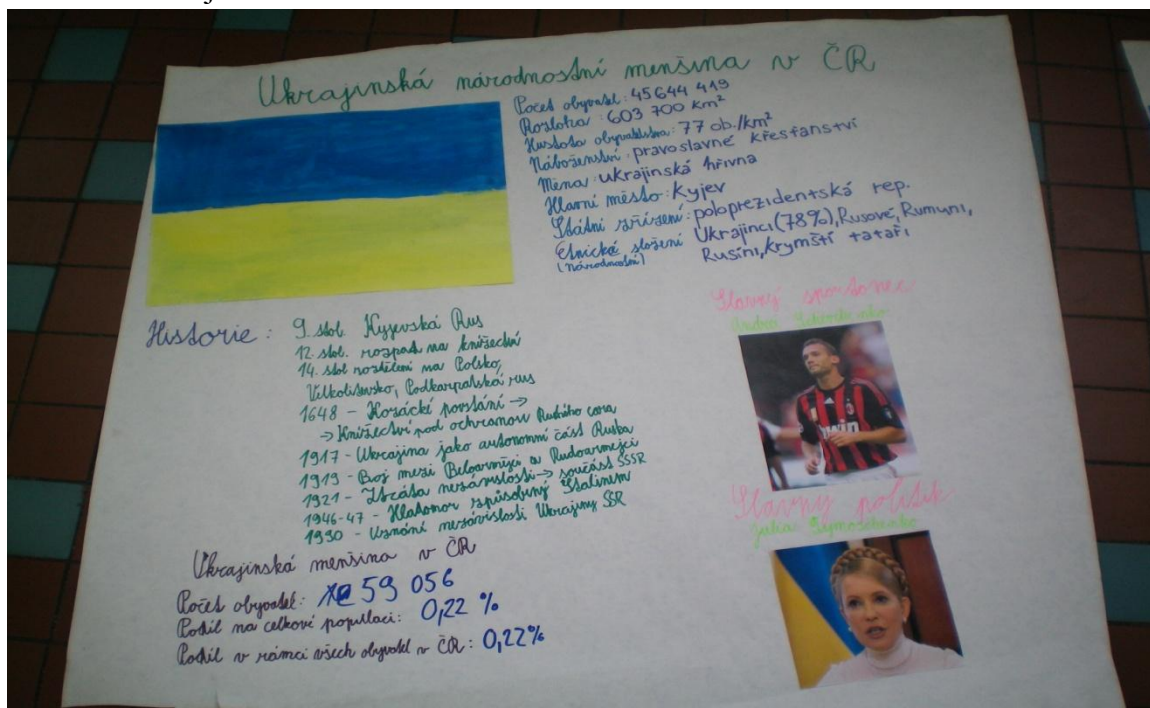 Ukrajinská národnostní menšina v ČR
Počet obyvatel: 45 644 419
Rozloha: 603 700 km²
Hustota obyvatelstva: 77 ob./km²
Náboženství: pravoslavné křesťanství
Měna: ukrajinská hřivna
Hlavní město: Kyjev
Státní zřízení: poloprezidentská rep.
Etnické složení Ukrajinci (78%), Rusové, Rumuni,
(národnostní) Rusíni, krymští tataři
Historie: 9. stol. Kyjevská Rus
12. stol. rozpad na knížectví
14. stol rozdělení na Polsko,
Velkolitevsko, Podkarpatská rus
1648 - Kozácké povstání →
→ Knížectví pod ochranou Ruského cara
1917 - Ukrajina jako autonomní část Ruska
1919 - Boj mezi Běloarmějci a Rudoarmejci
1921 - Ztráta nezávislosti → součást SSSR
1946-47 - Hladomor způsobený Stalinem
1990 - Uznání nezávislosti Ukrajiny SSR
Slavný sportovec:
Andrei Schevchenko
win
Slavný politik:
Julia Tymoschenko
Ukrajinská menšina v ČR
Počet obyvatel: 59 056
Podíl na celkové populaci: 0,22 %
Podíl v rámci všech obyvatel v ČR: 0,22%